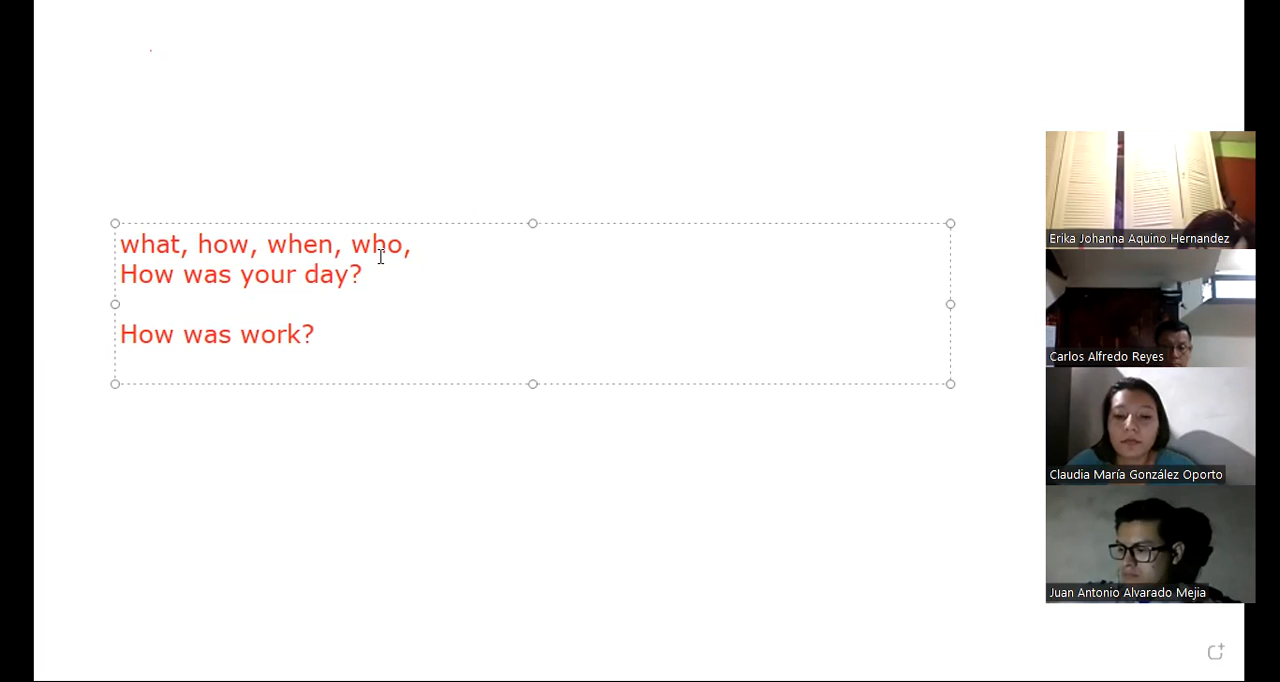 what, how, when, who,
How was your day?
How was work?
Erika Johanna Aquino Hernandez
Carlos Alfredo Reyes
Claudia María González Oporto
Juan Antonio Alvarado Mejia